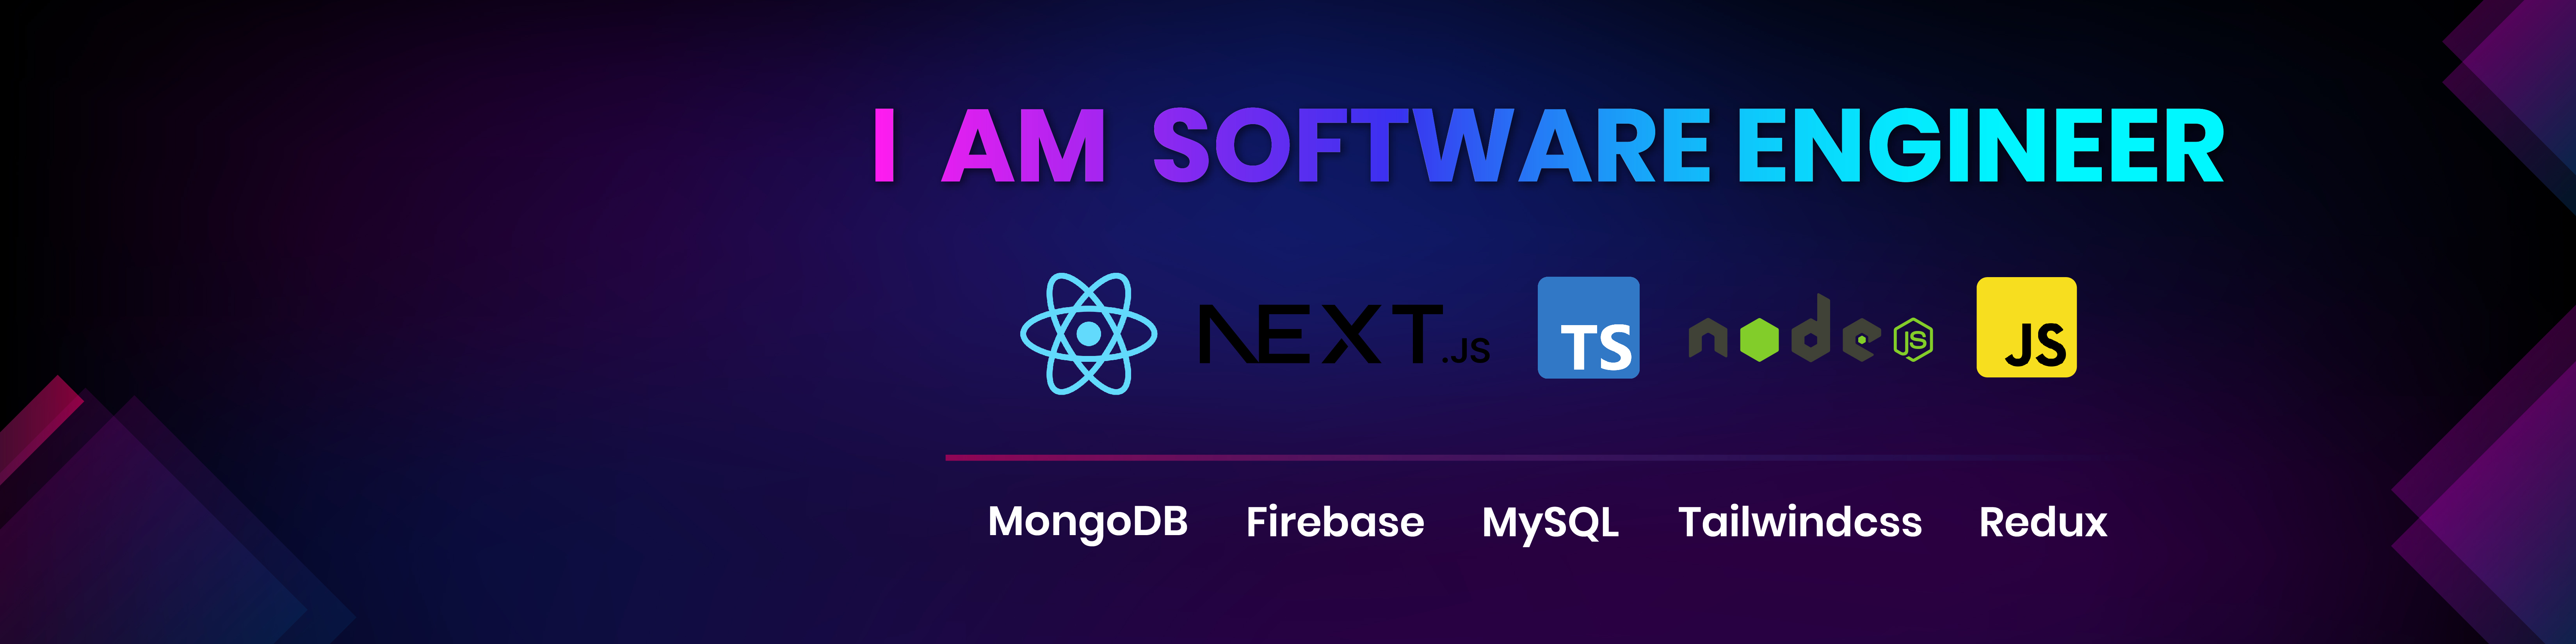 I AM SOFTWARE ENGINEER
NEXT.JS TS node JS JS
MongoDB Firebase MySQL Tailwindcss Redux